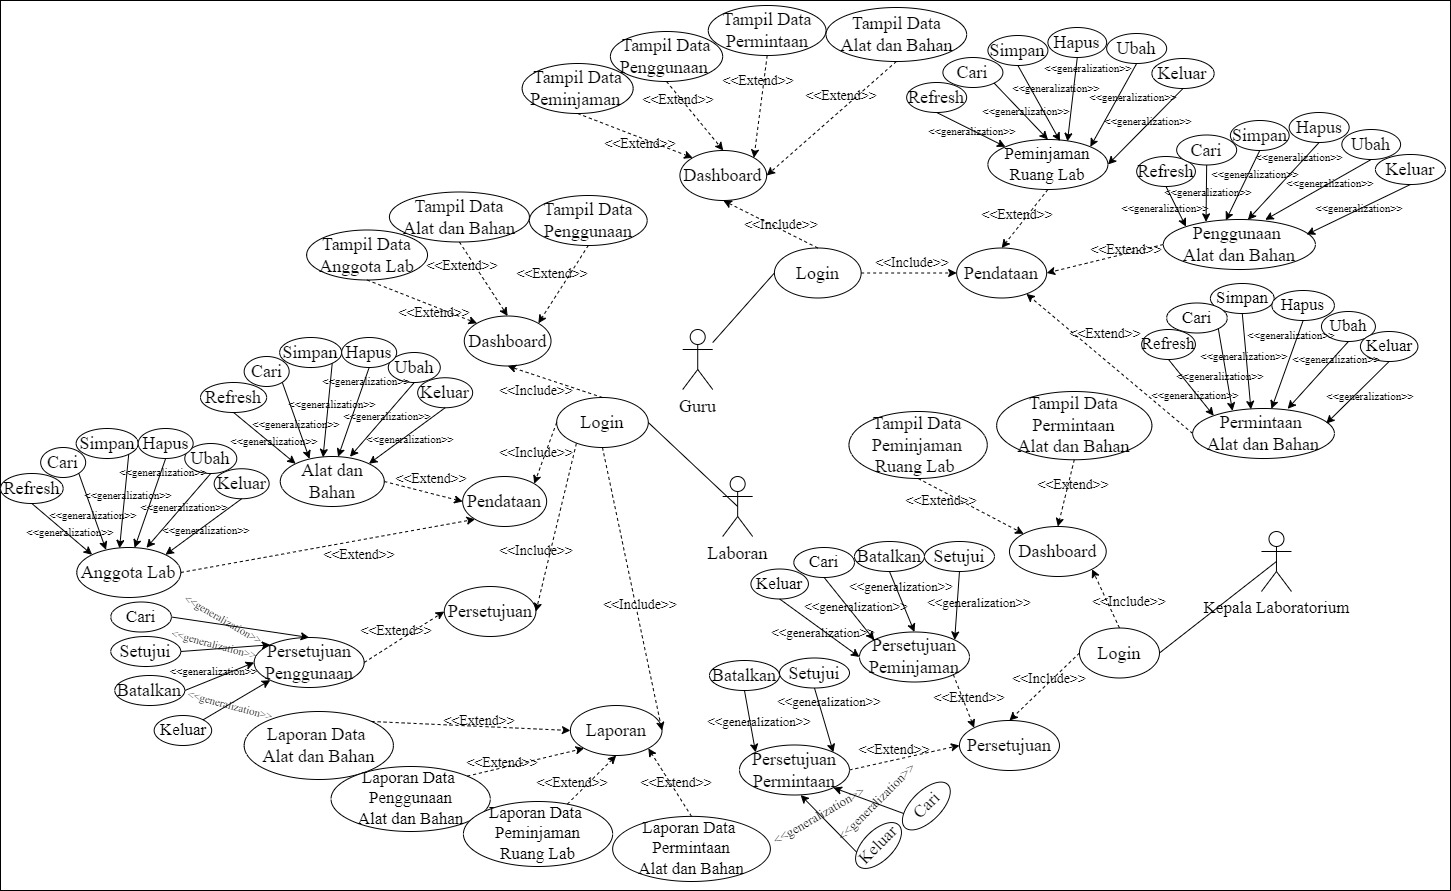 Tampil Data
Peminjaman
Tampil Data
Penggunaan
Tampil Data
Permintaan
Tampil Data
Alat dan Bahan
<<Extend>>
<<Extend>>
<<Extend>>
<<Extend>>
Dashboard
<<Include>>
Refresh
Cari
Simpan
Hapus
Ubah
Keluar
<<generalization>>
<<generalization>>
<<generalization>>
<<generalization>>
<<generalization>>
<<generalization>>
Peminjaman
Ruang Lab
<<Extend>>
Refresh
Cari
Simpan
Hapus
Ubah
Keluar
<<generalization>>
<<generalization>>
<<generalization>>
<<generalization>>
<<generalization>>
<<generalization>>
Penggunaan
Alat dan Bahan
<<Extend>>
Login
<<Include>>
Pendataan
Refresh
Cari
Simpan
Hapus
Ubah
Keluar
<<generalization>>
<<generalization>>
<<generalization>>
<<generalization>>
<<generalization>>
<<generalization>>
Permintaan
Alat dan Bahan
<<Extend>>
Guru
Tampil Data
Anggota Lab
Tampil Data
Alat dan Bahan
Tampil Data
Penggunaan
<<Extend>>
<<Extend>>
<<Extend>>
Dashboard
<<Include>>
Login
Refresh
Cari
Simpan
Hapus
Ubah
Keluar
<<generalization>>
<<generalization>>
<<generalization>>
<<generalization>>
<<generalization>>
<<generalization>>
Alat dan
Bahan
<<Extend>>
<<Include>>
Pendataan
Refresh
Cari
Simpan
Hapus
Ubah
Keluar
<<generalization>>
<<generalization>>
<<generalization>>
<<generalization>>
<<generalization>>
<<generalization>>
Anggota Lab
<<Extend>>
<<Include>>
Laboran
Cari
Setujui
Batalkan
Keluar
<<generalization>>
<<generalization>>
<<generalization>>
<<generalization>>
Persetujuan
Penggunaan
<<Extend>>
Persetujuan
<<Include>>
Laporan
Laporan Data
Alat dan Bahan
<<Extend>>
Laporan Data
Penggunaan
Alat dan Bahan
<<Extend>>
Laporan Data
Peminjaman
Ruang Lab
<<Extend>>
Laporan Data
Permintaan
Alat dan Bahan
<<Extend>>
Tampil Data
Peminjaman
Ruang Lab
Tampil Data
Permintaan
Alat dan Bahan
<<Extend>>
<<Extend>>
Dashboard
<<Include>>
Kepala Laboratorium
Login
<<Include>>
Keluar
Cari
Batalkan
Setujui
<<generalization>>
<<generalization>>
<<generalization>>
<<generalization>>
Persetujuan
Peminjaman
<<Extend>>
Persetujuan
Batalkan
Setujui
<<generalization>>
<<generalization>>
Persetujuan
Permintaan
<<Extend>>
<<generalization>>
<<generalization>>
Keluar
Cari